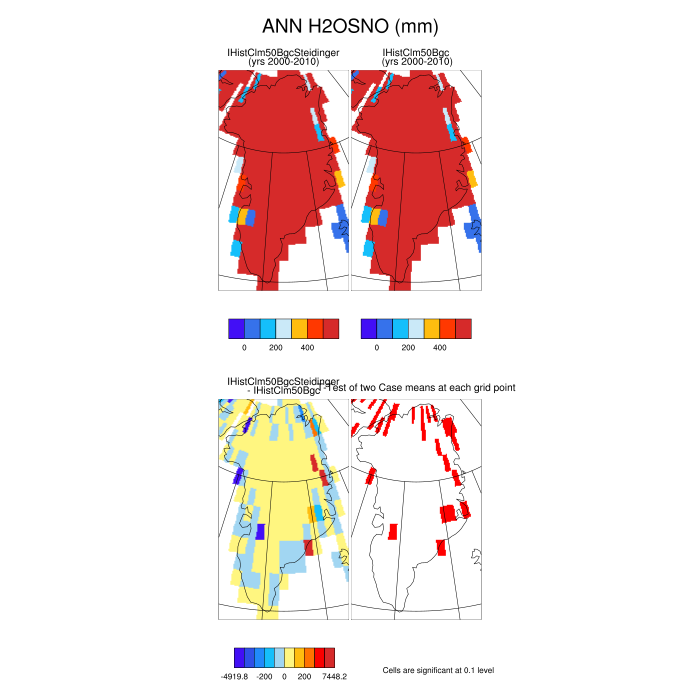 ANN H2OSNO (mm)
IHistClm50BgcSteidinger
(yrs 2000-2010)
IHistClm50Bgc
(yrs 2000-2010)
0 200 400
0 200 400
IHistClm50BgcSteidinger
- IHistClm50Bgc
T-Test of two Case means at each grid point
-4919.8 -200 0 200 7448.2
Cells are significant at 0.1 level